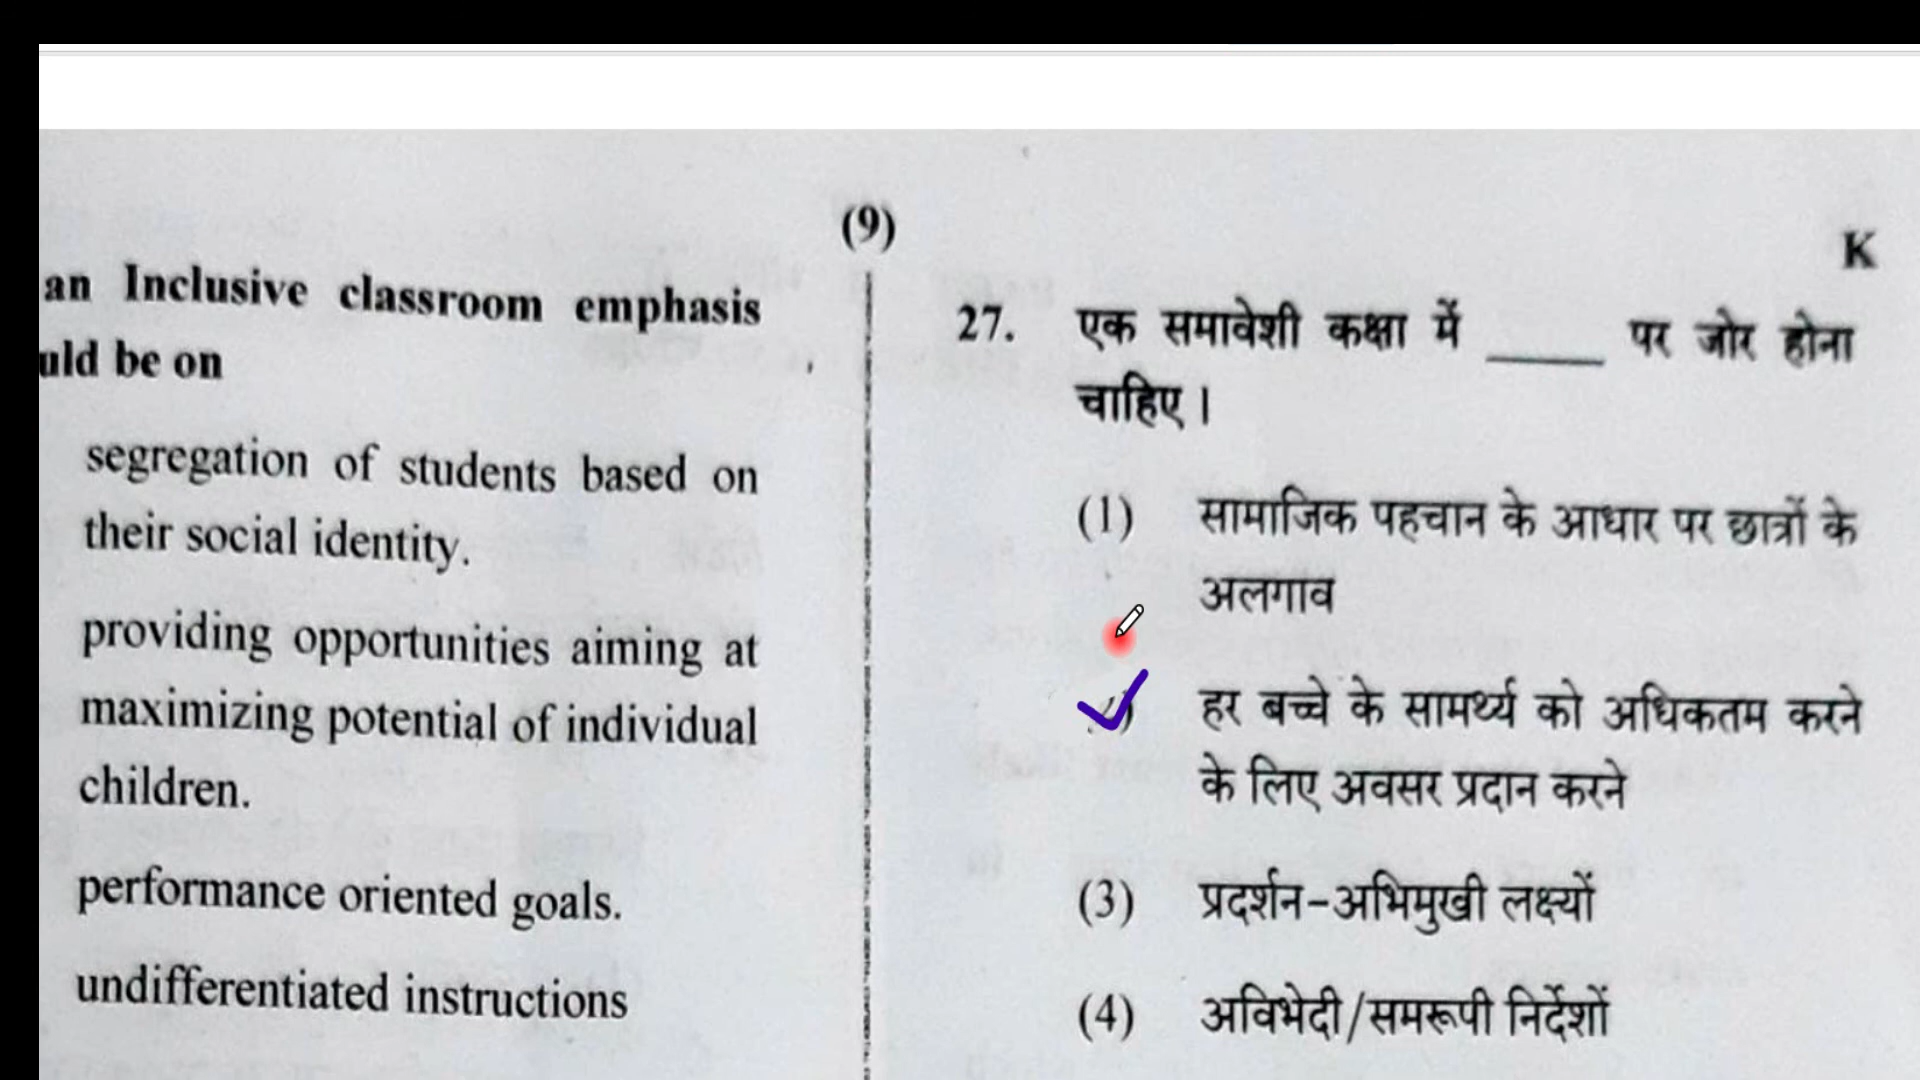 (9)
K
an Inclusive classroom emphasis
uld be on
segregation of students based on
their social identity.
providing opportunities aiming at
maximizing potential of individual
children.
performance oriented goals.
undifferentiated instructions
27. एक समावेशी कक्षा में _____ पर जोर होना
चाहिए।
(1) सामाजिक पहचान के आधार पर छात्रों के
अलगाव
हर बच्चे के सामर्थ्य को अधिकतम करने
के लिए अवसर प्रदान करने
(3) प्रदर्शन-अभिमुखी लक्ष्यों
(4) अविभेदी/समरूपी निर्देशों